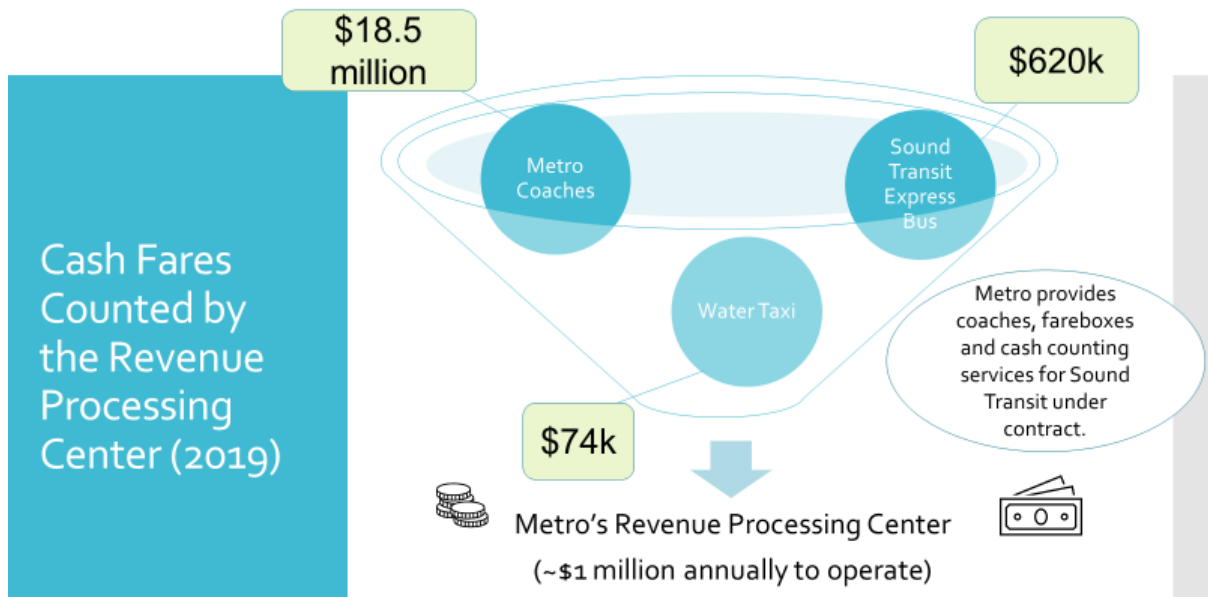 $18.5
million
$620k
Metro
Coaches
Sound
Transit
Express
Bus
Water Taxi
Cash Fares
Counted by
the Revenue
Processing
Center (2019)
Metro provides
coaches, fareboxes
and cash counting
services for Sound
Transit under
contract.
$74k
Metro’s Revenue Processing Center
(~$1 million annually to operate)